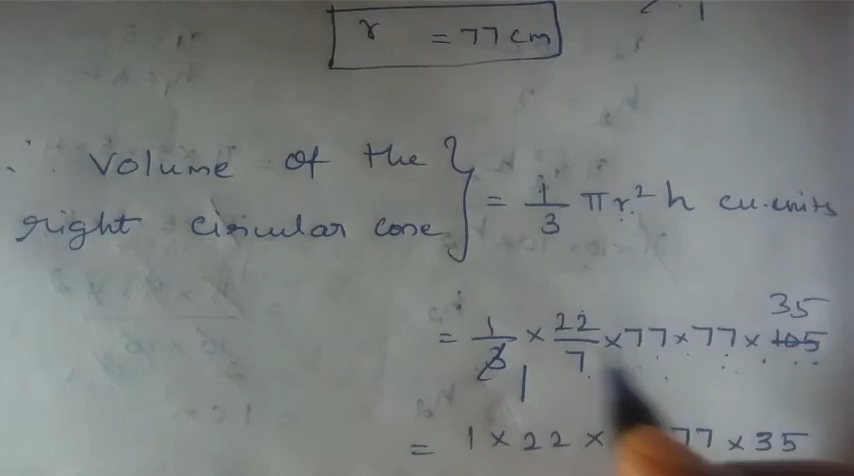 r = 77 cm
∴ Volume of the right circular cone } = 1/3 πr²h cu.units
35
= 1/3 × 22/7 × 77 × 77 × 105
1
= 1 × 22 × 77 × 35